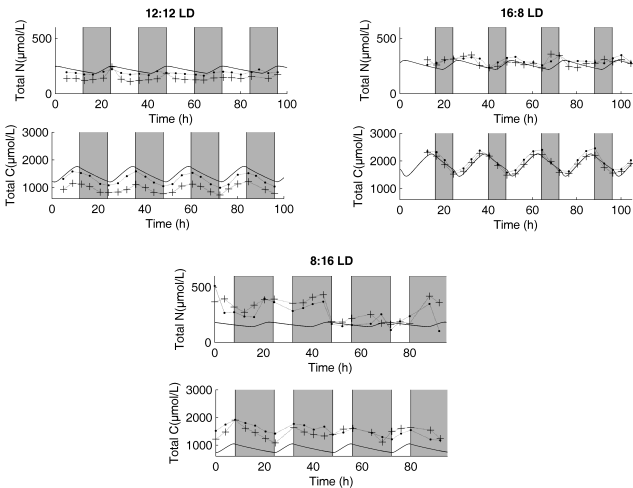 12:12 LD
500
0
Total N(μmol/L)
0 20 40 60 80 100
Time (h)
3000
2000
1000
Total C(μmol/L)
0 20 40 60 80 100
Time (h)
16:8 LD
500
0
Total N(μmol/L)
0 20 40 60 80 100
Time (h)
3000
2000
1000
Total C(μmol/L)
0 20 40 60 80 100
Time (h)
8:16 LD
500
0
Total N(μmol/L)
0 20 40 60 80
Time (h)
3000
2000
1000
Total C(μmol/L)
0 20 40 60 80
Time (h)